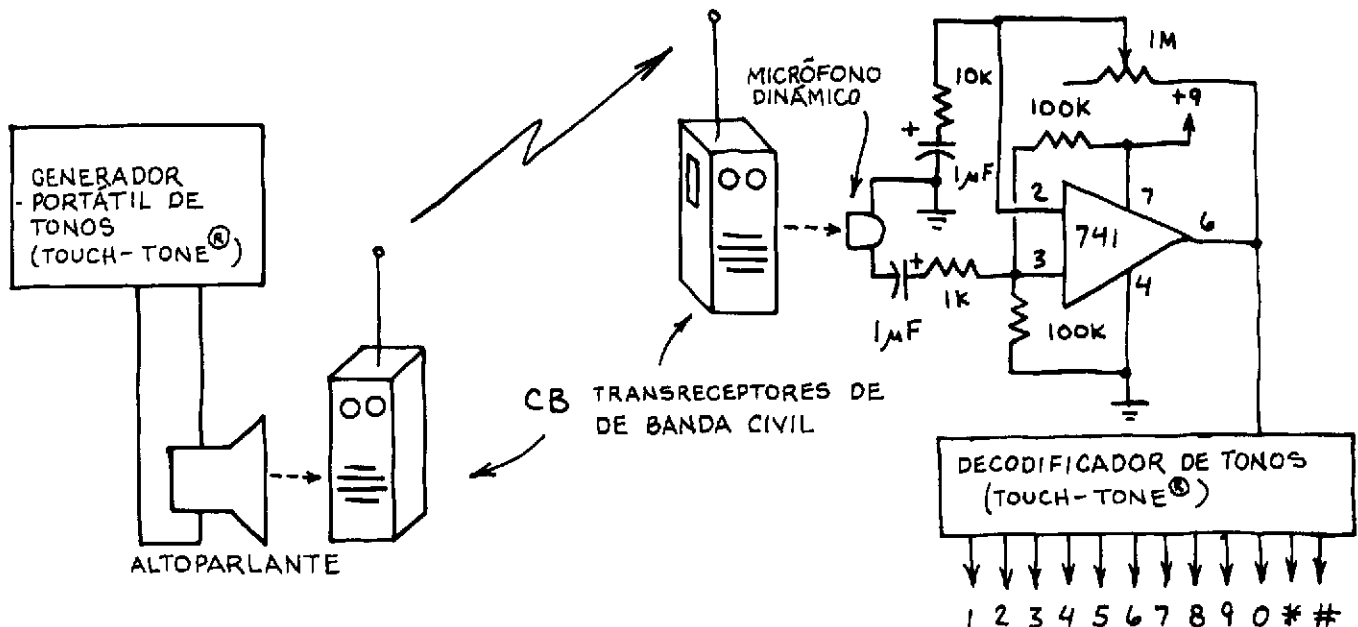 GENERADOR
- PORTÁTIL DE
TONOS
(TOUCH-TONE®)
ALTOPARLANTE
CB TRANSRECEPTORES DE
DE BANDA CIVIL
MICRÓFONO
DINÁMICO
10K
+
1µF
1M
+9
100K
2
7
741
6
3
4
+
1K
1µF
100K
DECODIFICADOR DE TONOS
(TOUCH-TONE®)
1 2 3 4 5 6 7 8 9 0 * #